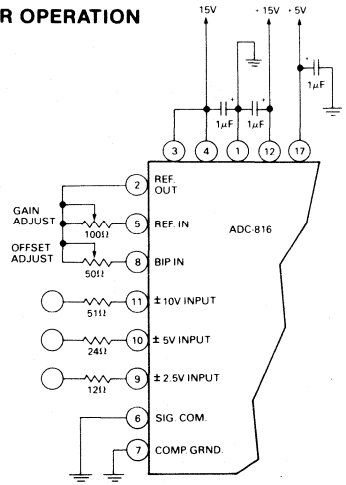 R OPERATION
15V
+ 15V
+ 5V
+
+
+
1µF
1µF
1µF
3
4
1
12
17
2
REF.
OUT
GAIN
ADJUST
5
REF. IN
100Ω
ADC-816
OFFSET
ADJUST
8
BIP IN
50Ω
11
± 10V INPUT
51Ω
10
± 5V INPUT
24Ω
9
± 2.5V INPUT
12Ω
6
SIG. COM.
7
COMP. GRND.